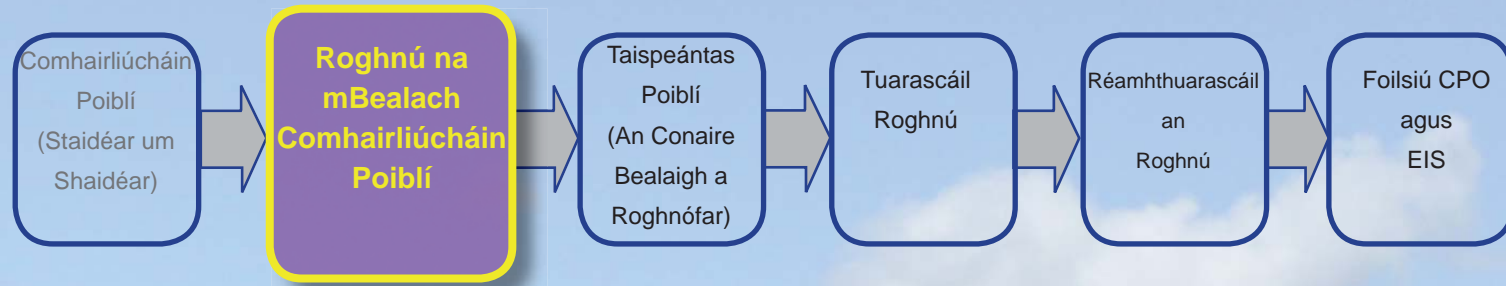 Comhairliúcháin
Poiblí
(Staidéar um
Shaidéar)
Roghnú na
mBealach
Comhairliúcháin
Poiblí
Taispeántas
Poiblí
(An Conaire
Bealaigh a
Roghnófar)
Tuarascáil
Roghnú
Réamhthuarascáil
an
Roghnú
Foilsiú CPO
agus
EIS